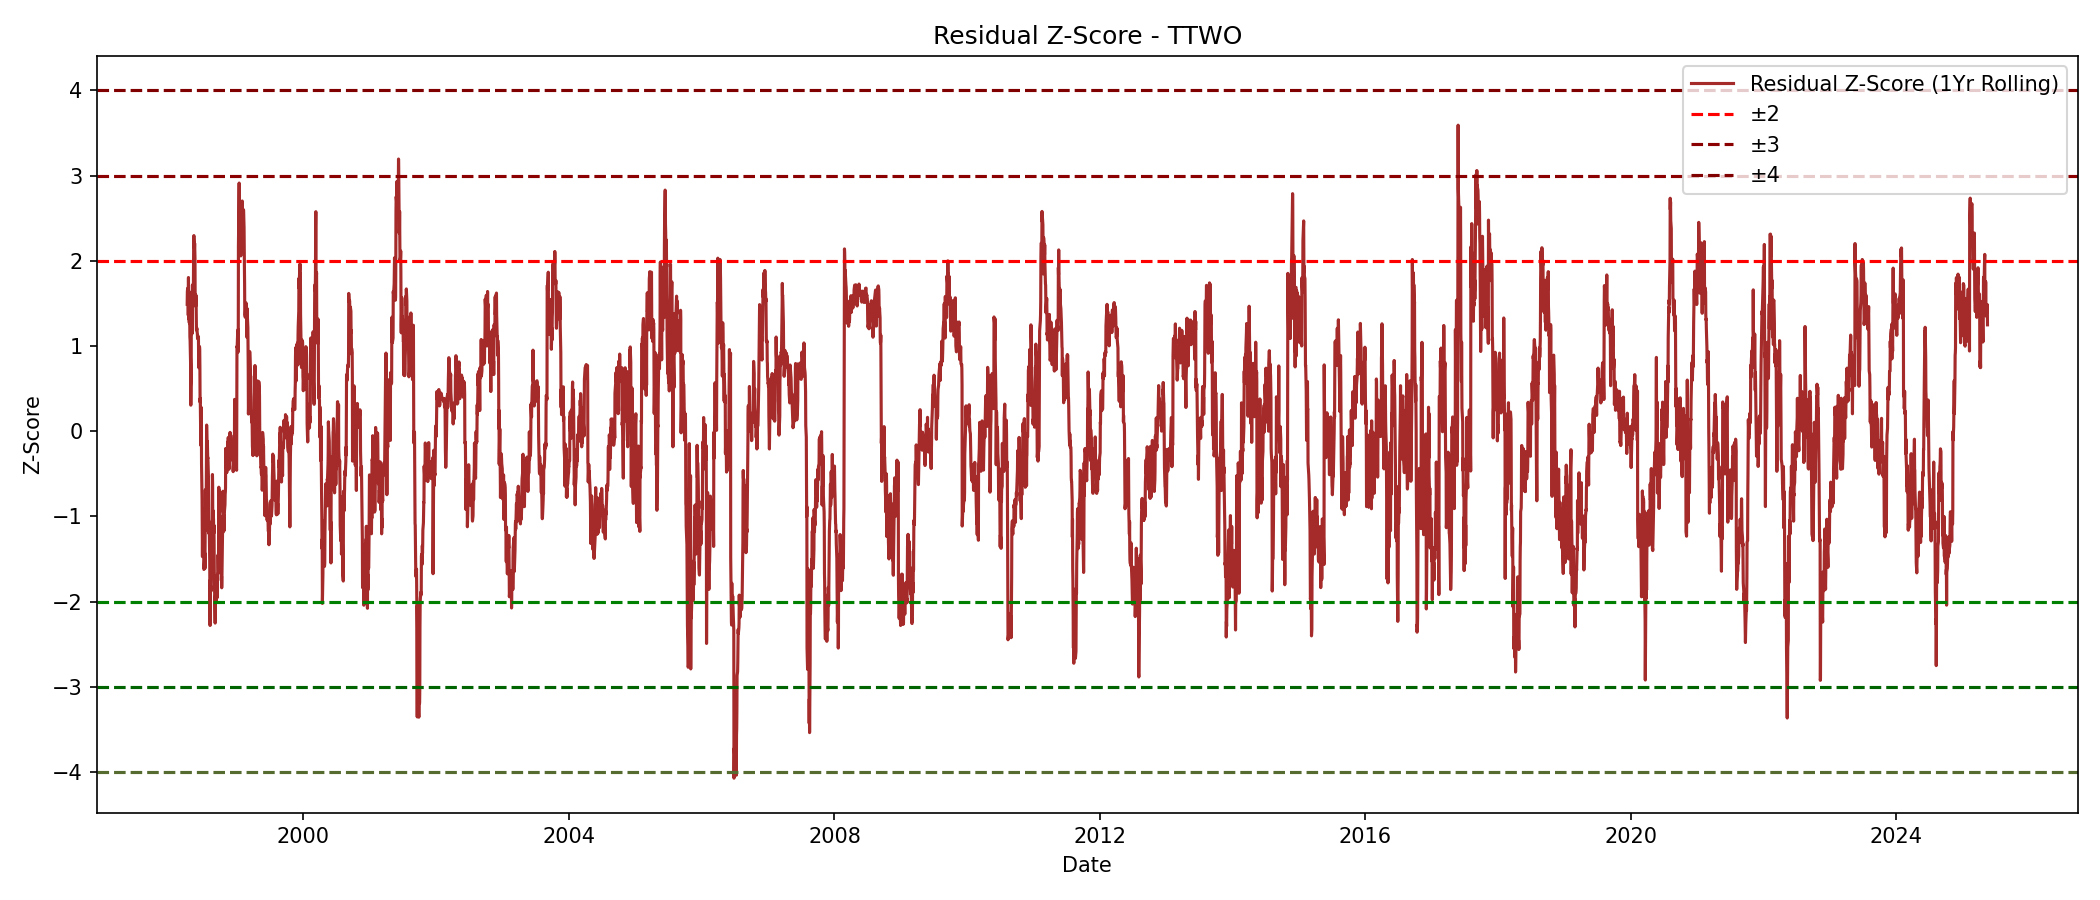 Residual Z-Score - TTWO
Residual Z-Score (1Yr Rolling)
±2
±3
±4
4
3
2
1
0
−1
−2
−3
−4
Z-Score
2000 2004 2008 2012 2016 2020 2024
Date